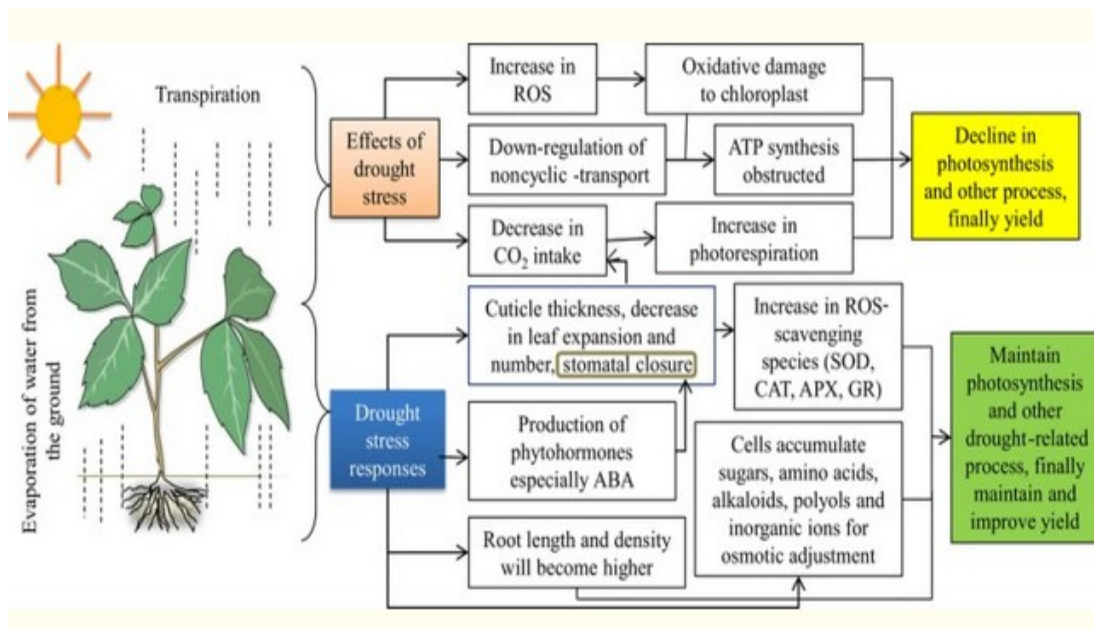 Transpiration
Evaporation of water from
the ground
Effects of
drought
stress
Increase in
ROS
Oxidative damage
to chloroplast
Down-regulation of
noncyclic -transport
ATP synthesis
obstructed
Decrease in
CO₂ intake
Increase in
photorespiration
Decline in
photosynthesis
and other process,
finally yield
Drought
stress
responses
Cuticle thickness, decrease
in leaf expansion and
number, stomatal closure
Increase in ROS-
scavenging
species (SOD,
CAT, APX, GR)
Production of
phytohormones
especially ABA
Cells accumulate
sugars, amino acids,
alkaloids, polyols and
inorganic ions for
osmotic adjustment
Root length and density
will become higher
Maintain
photosynthesis
and other
drought-related
process, finally
maintain and
improve yield